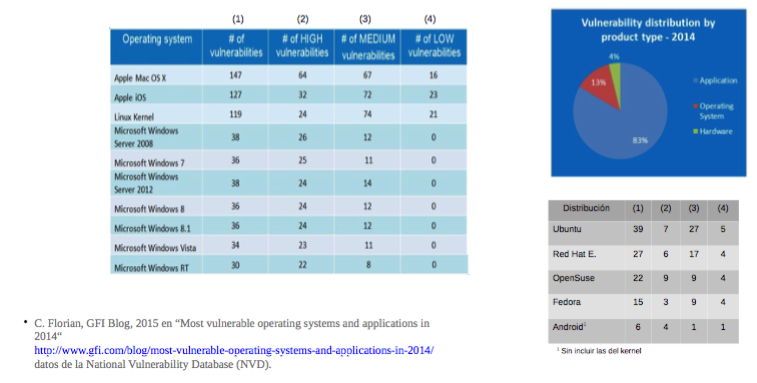 (1) (2) (3) (4)
Operating system # of vulnerabilities # of HIGH vulnerabilities # of MEDIUM vulnerabilities # of LOW vulnerabilities
Apple Mac OS X 147 64 67 16
Apple iOS 127 32 72 23
Linux Kernel 119 24 74 21
Microsoft Windows Server 2008 38 26 12 0
Microsoft Windows 7 36 25 11 0
Microsoft Windows Server 2012 38 24 14 0
Microsoft Windows 8 36 24 12 0
Microsoft Windows 8.1 36 24 12 0
Microsoft Windows Vista 34 23 11 0
Microsoft Windows RT 30 22 8 0
Vulnerability distribution by
product type - 2014
4%
13%
83%
Application
Operating
System
Hardware
Distribución (1) (2) (3) (4)
Ubuntu 39 7 27 5
Red Hat E. 27 6 17 4
OpenSuse 22 9 9 4
Fedora 15 3 9 4
Android¹ 6 4 1 1
¹ Sin incluir las del kernel
• C. Florian, GFI Blog, 2015 en “Most vulnerable operating systems and applications in
2014“
http://www.gfi.com/blog/most-vulnerable-operating-systems-and-applications-in-2014/
datos de la National Vulnerability Database (NVD).